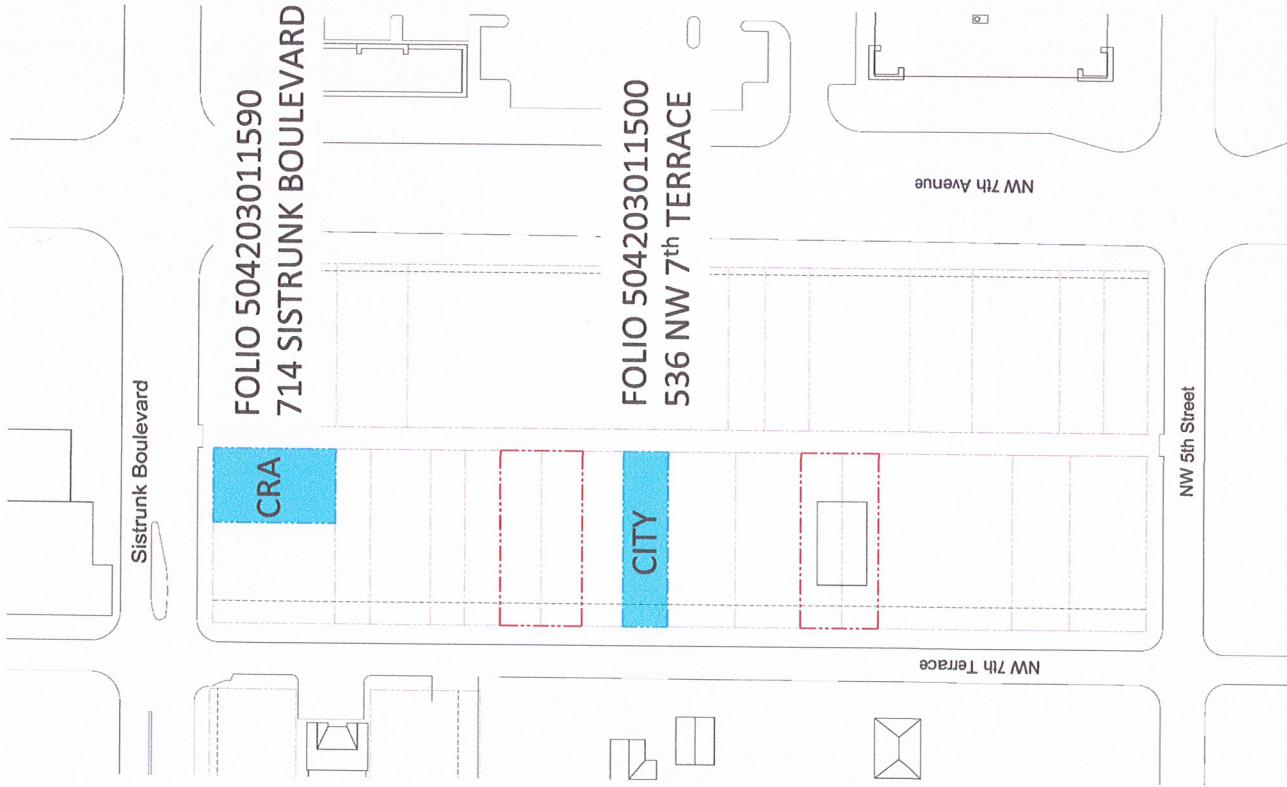 FOLIO 504203011590
714 SISTRUNK BOULEVARD
Sistrunk Boulevard
CRA
FOLIO 504203011500
536 NW 7th TERRACE
CITY
NW 7th Avenue
NW 7th Terrace
NW 5th Street